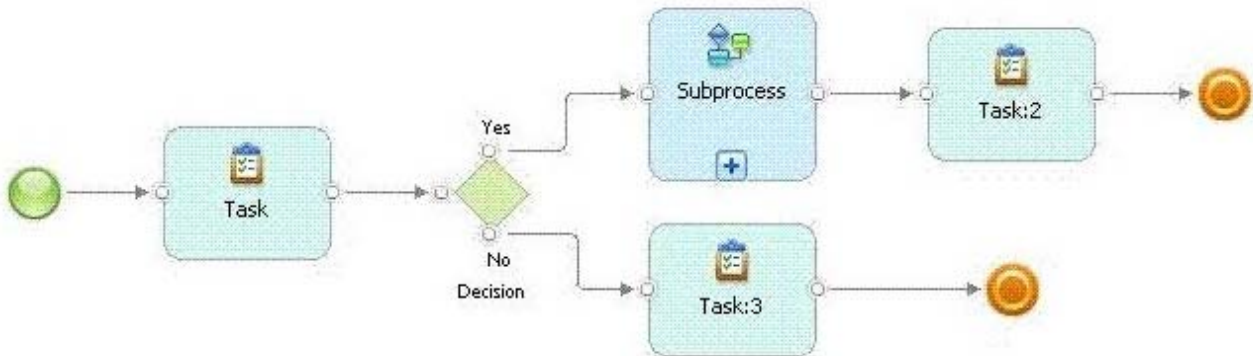 Yes
Subprocess
Task:2
Task
No
Decision
Task:3